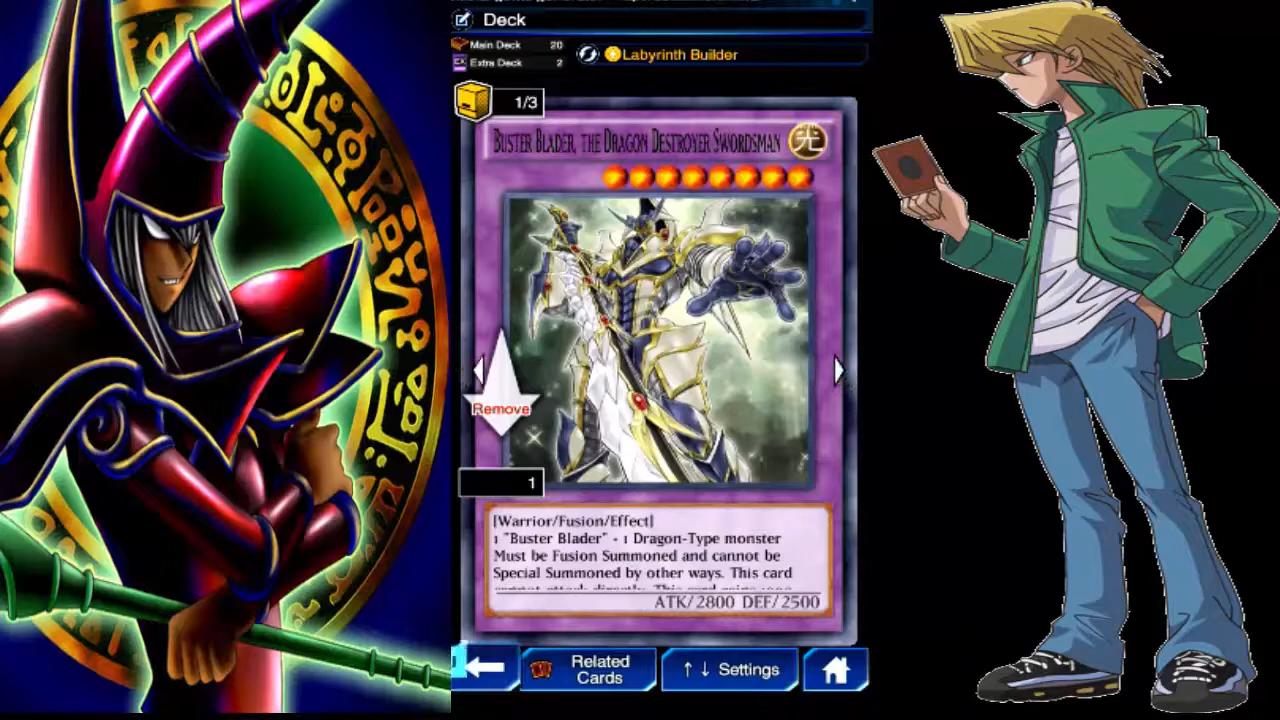 Deck
Main Deck 20
Extra Deck 2
Labyrinth Builder
1/3
BUSTER BLADER, THE DRAGON DESTROYER SWORDSMAN
光
Remove
1
[Warrior/Fusion/Effect]
1 "Buster Blader" + 1 Dragon-Type monster
Must be Fusion Summoned and cannot be
Special Summoned by other ways. This card
ATK/2800 DEF/2500
Related
Cards
↑↓ Settings